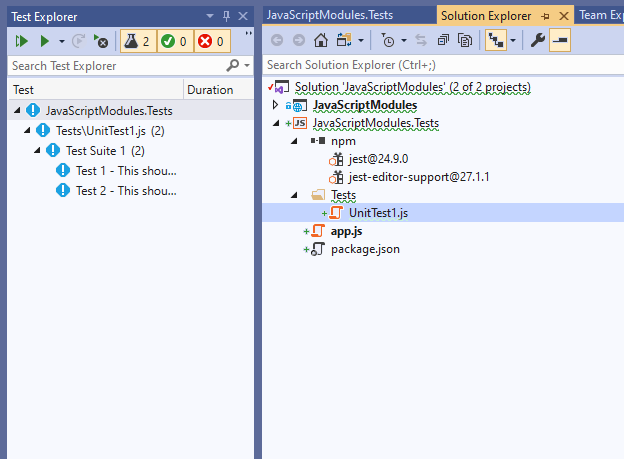 Test Explorer
2
0
0
Search Test Explorer
Test
Duration
JavaScriptModules.Tests
Tests\UnitTest1.js (2)
Test Suite 1 (2)
Test 1 - This shou...
Test 2 - This shou...
JavaScriptModules.Tests
Solution Explorer
Team Exp
Search Solution Explorer (Ctrl+;)
Solution 'JavaScriptModules' (2 of 2 projects)
JavaScriptModules
JS JavaScriptModules.Tests
npm
jest@24.9.0
jest-editor-support@27.1.1
Tests
UnitTest1.js
app.js
package.json